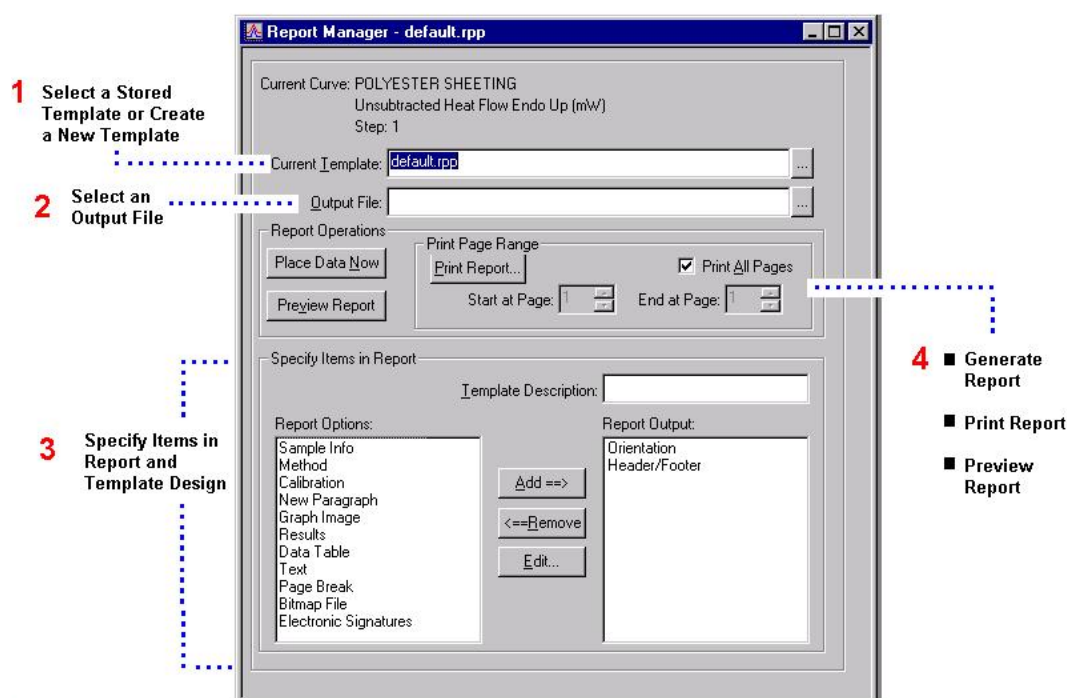 Report Manager - default.rpp
1
Select a Stored
Template or Create
a New Template
Current Curve: POLYESTER SHEETING
Unsubtracted Heat Flow Endo Up (mW)
Step: 1
Current Template: default.rpp ...
2
Select an
Output File
Output File: ...
Report Operations
Place Data Now
Preview Report
Print Page Range
Print Report...
Print All Pages
Start at Page: 1
End at Page: 1
4
Generate
Report
Print Report
Preview
Report
3
Specify Items in
Report and
Template Design
Specify Items in Report
Template Description:
Report Options:
Sample Info
Method
Calibration
New Paragraph
Graph Image
Results
Data Table
Text
Page Break
Bitmap File
Electronic Signatures
Add ==>
<==Remove
Edit...
Report Output:
Orientation
Header/Footer